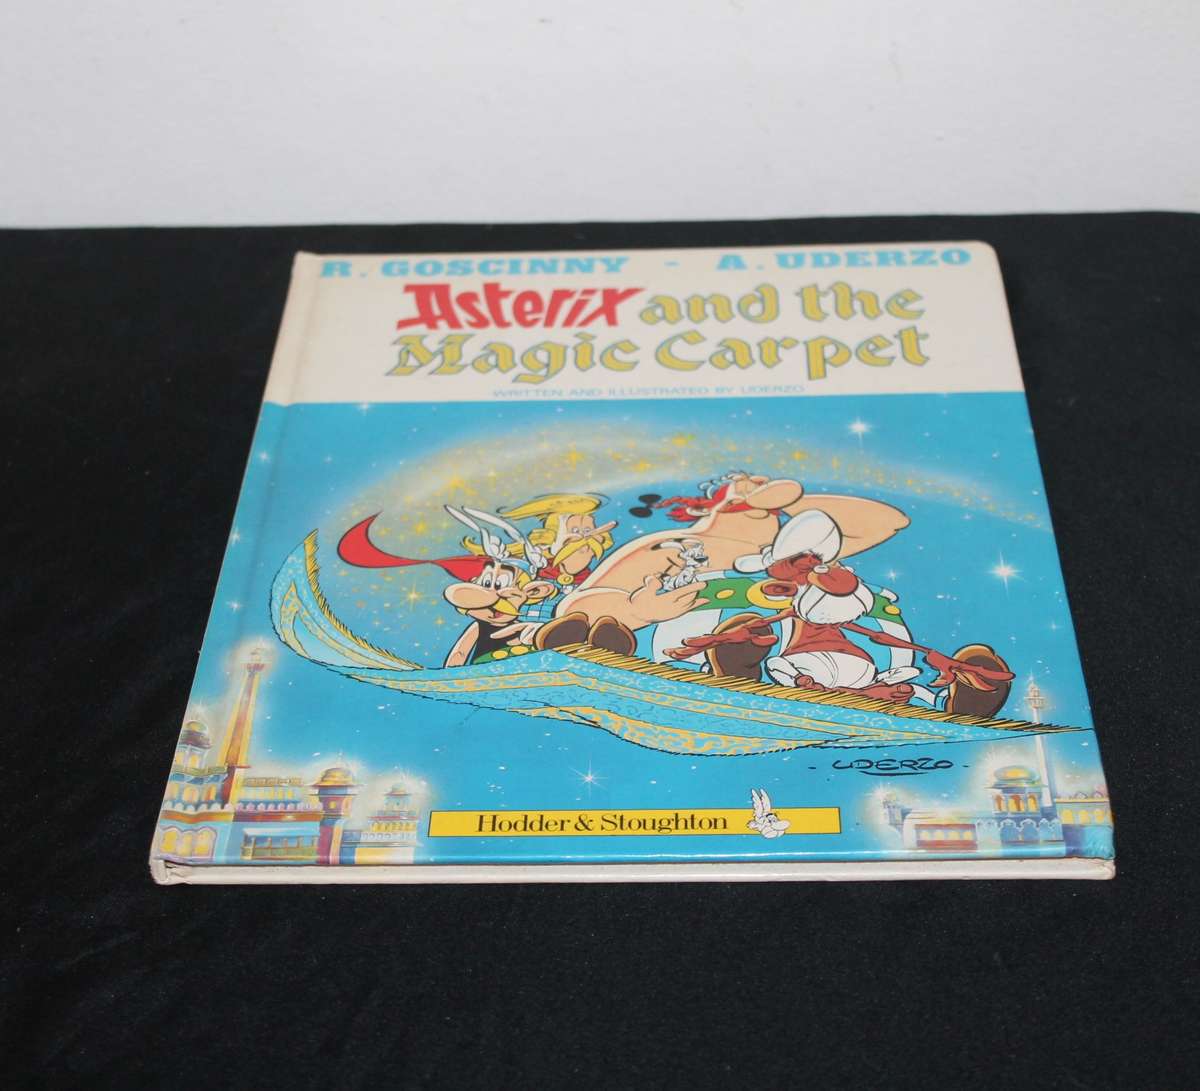 R. GOSCINNY - A. UDERZO
Asterix and the
Magic Carpet
WRITTEN AND ILLUSTRATED BY UDERZO
· UDERZO ·
Hodder & Stoughton